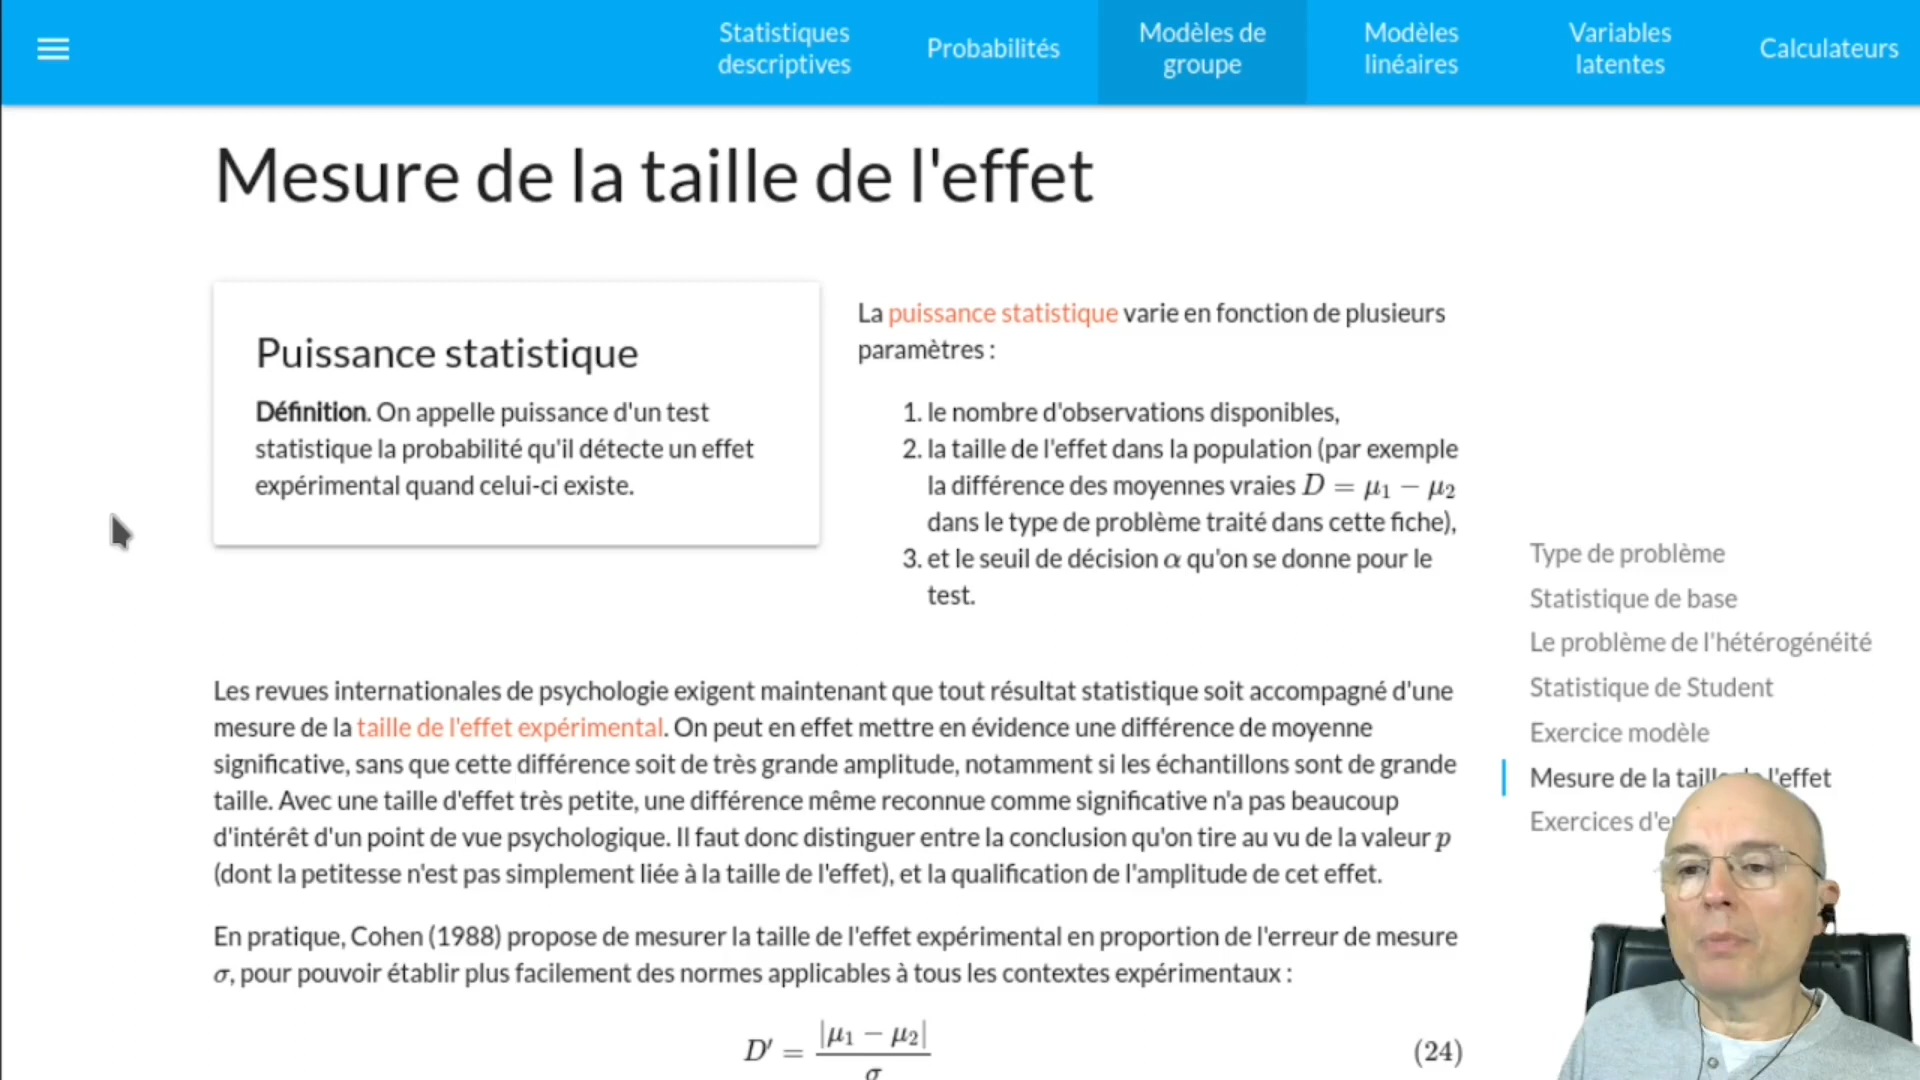 Statistiques descriptives
Probabilités
Modèles de groupe
Modèles linéaires
Variables latentes
Calculateurs
Mesure de la taille de l'effet
Puissance statistique
Définition. On appelle puissance d'un test
statistique la probabilité qu'il détecte un effet
expérimental quand celui-ci existe.
La puissance statistique varie en fonction de plusieurs
paramètres :
1. le nombre d'observations disponibles,
2. la taille de l'effet dans la population (par exemple
la différence des moyennes vraies D = μ₁ − μ₂
dans le type de problème traité dans cette fiche),
3. et le seuil de décision α qu'on se donne pour le
test.
Les revues internationales de psychologie exigent maintenant que tout résultat statistique soit accompagné d'une
mesure de la taille de l'effet expérimental. On peut en effet mettre en évidence une différence de moyenne
significative, sans que cette différence soit de très grande amplitude, notamment si les échantillons sont de grande
taille. Avec une taille d'effet très petite, une différence même reconnue comme significative n'a pas beaucoup
d'intérêt d'un point de vue psychologique. Il faut donc distinguer entre la conclusion qu'on tire au vu de la valeur p
(dont la petitesse n'est pas simplement liée à la taille de l'effet), et la qualification de l'amplitude de cet effet.
En pratique, Cohen (1988) propose de mesurer la taille de l'effet expérimental en proportion de l'erreur de mesure
σ, pour pouvoir établir plus facilement des normes applicables à tous les contextes expérimentaux :
D′ = |μ₁ − μ₂| / σ (24)
Type de problème
Statistique de base
Le problème de l'hétérogénéité
Statistique de Student
Exercice modèle
Mesure de la taille l'effet
Exercices